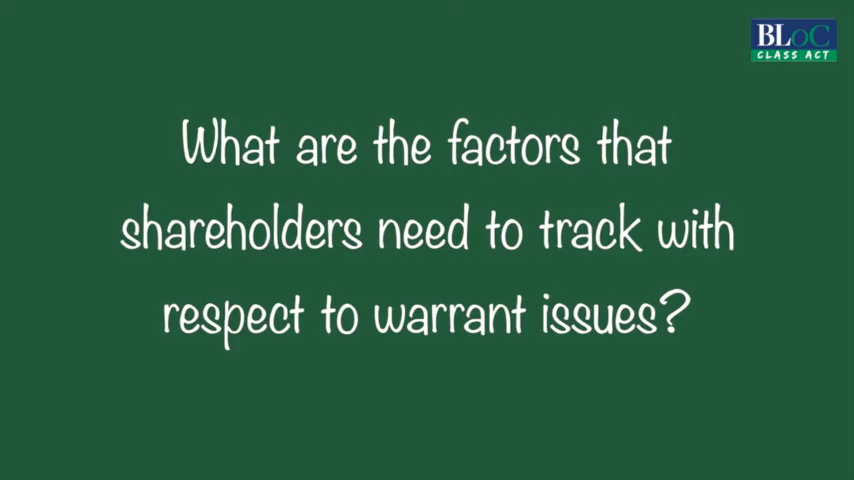 BLoC
CLASS ACT
What are the factors that
shareholders need to track with
respect to warrant issues?